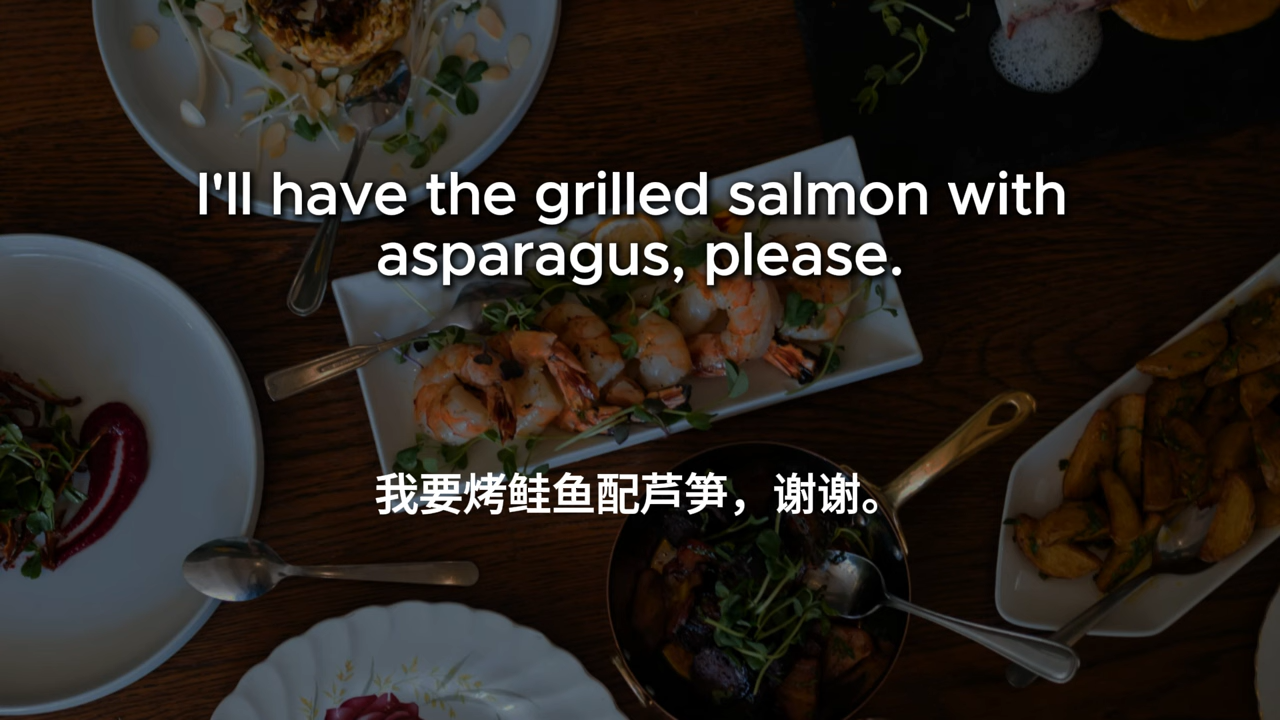 I'll have the grilled salmon with
asparagus, please.
我要烤鲑鱼配芦笋，谢谢。